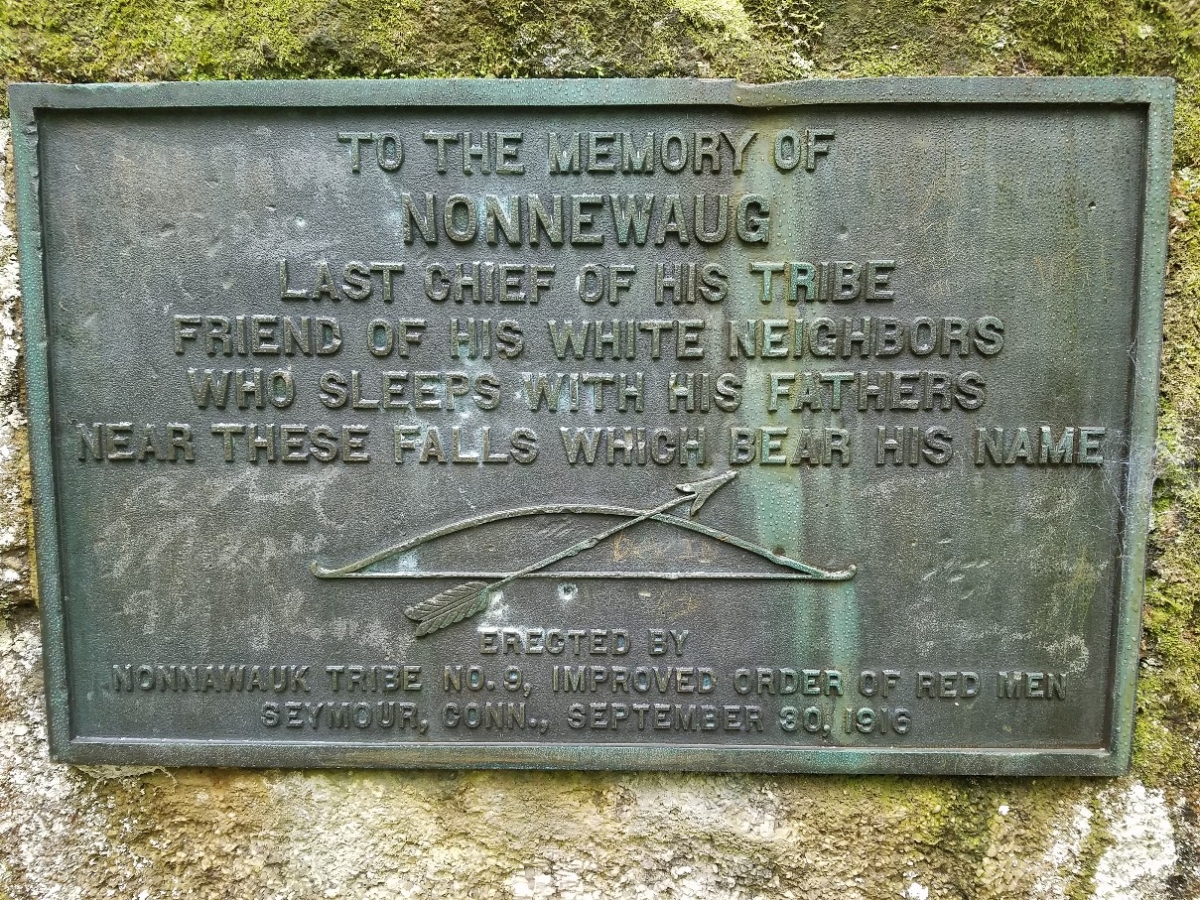 TO THE MEMORY OF
NONNEWAUG
LAST CHIEF OF HIS TRIBE
FRIEND OF HIS WHITE NEIGHBORS
WHO SLEEPS WITH HIS FATHERS
NEAR THESE FALLS WHICH BEAR HIS NAME
ERECTED BY
NONNAWAUK TRIBE NO. 9, IMPROVED ORDER OF RED MEN
SEYMOUR, CONN., SEPTEMBER 30, 1916